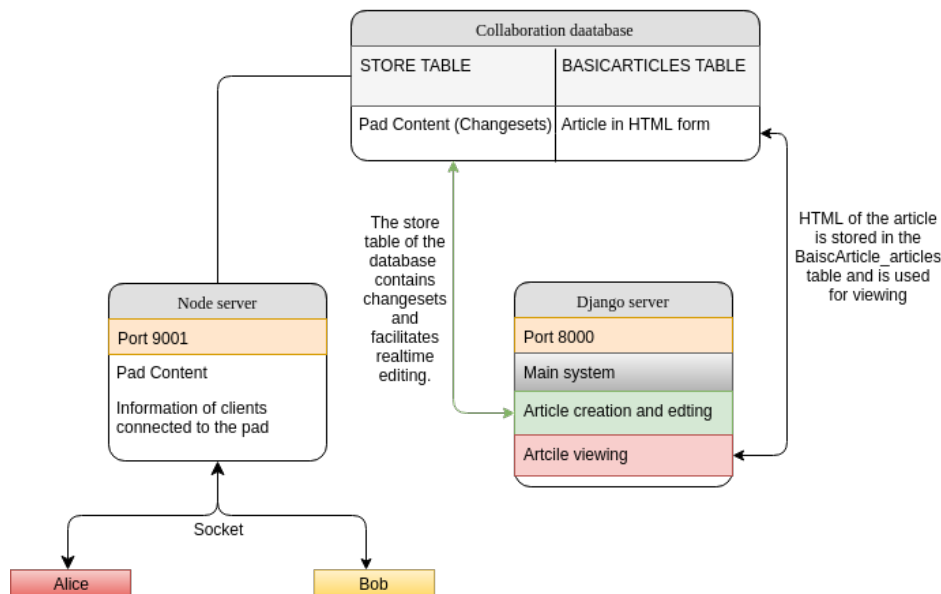 Collaboration daatabase
STORE TABLE
BASICARTICLES TABLE
Pad Content (Changesets)
Article in HTML form
The store
table of the
database
contains
changesets
and
facilitates
realtime
editing.
HTML of the article
is stored in the
BaiscArticle_articles
table and is used
for viewing
Node server
Port 9001
Pad Content
Information of clients
connected to the pad
Django server
Port 8000
Main system
Article creation and edting
Artcile viewing
Socket
Alice
Bob